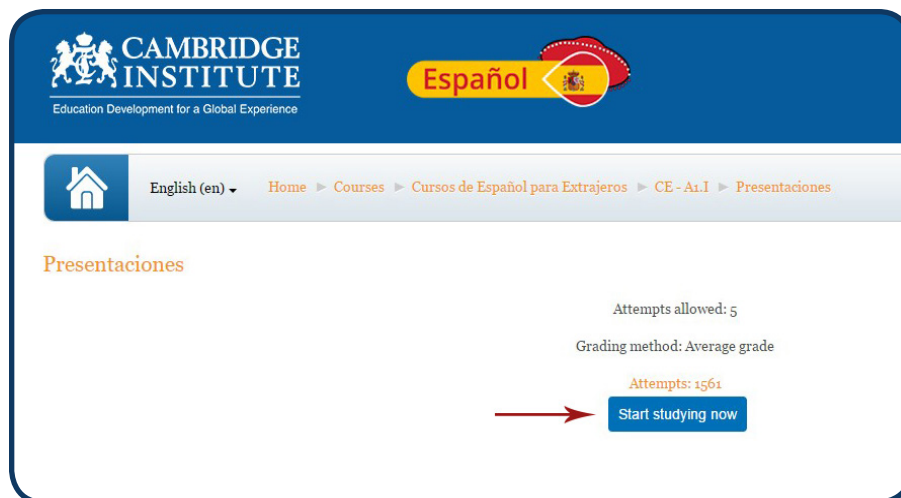 CAMBRIDGE
INSTITUTE
Education Development for a Global Experience
Español
English (en)
Home ► Courses ► Cursos de Español para Extrajeros ► CE - A1.I ► Presentaciones
Presentaciones
Attempts allowed: 5
Grading method: Average grade
Attempts: 1561
Start studying now